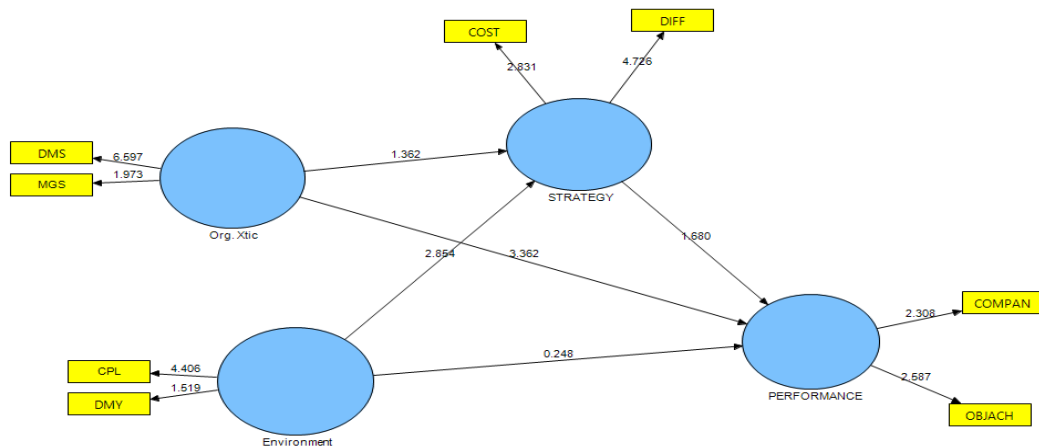 DIFF
COST
2.831
4.726
DMS
6.597
1.362
MGS
1.973
STRATEGY
Org. Xtic
1.680
2.854
3.362
COMPAN
2.308
0.248
CPL
4.406
2.587
DMY
1.519
PERFORMANCE
OBJACH
Environment